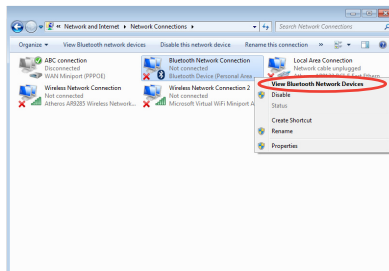 « Network and Internet ▸ Network Connections ▸
Search Network Connections
Organize
View Bluetooth network devices
Disable this network device
Rename this connection
»
ABC connection
Disconnected
WAN Miniport (PPPOE)
Bluetooth Network Connection
Not connected
Bluetooth Device (Personal Area
Local Area Connection
Network cable unplugged
Wireless Network Connection
Not connected
Atheros AR9285 Wireless Network...
Wireless Network Connection 2
Not connected
Microsoft Virtual WiFi Miniport A
View Bluetooth Network Devices
Disable
Status
Create Shortcut
Rename
Properties